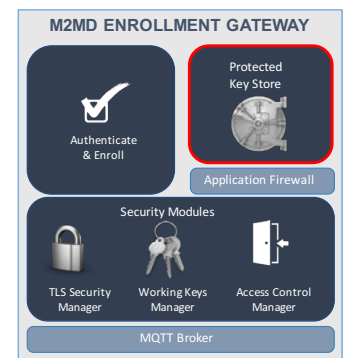 M2MD ENROLLMENT GATEWAY
Authenticate
& Enroll
Protected
Key Store
Application Firewall
Security Modules
TLS Security
Manager
Working Keys
Manager
Access Control
Manager
MQTT Broker